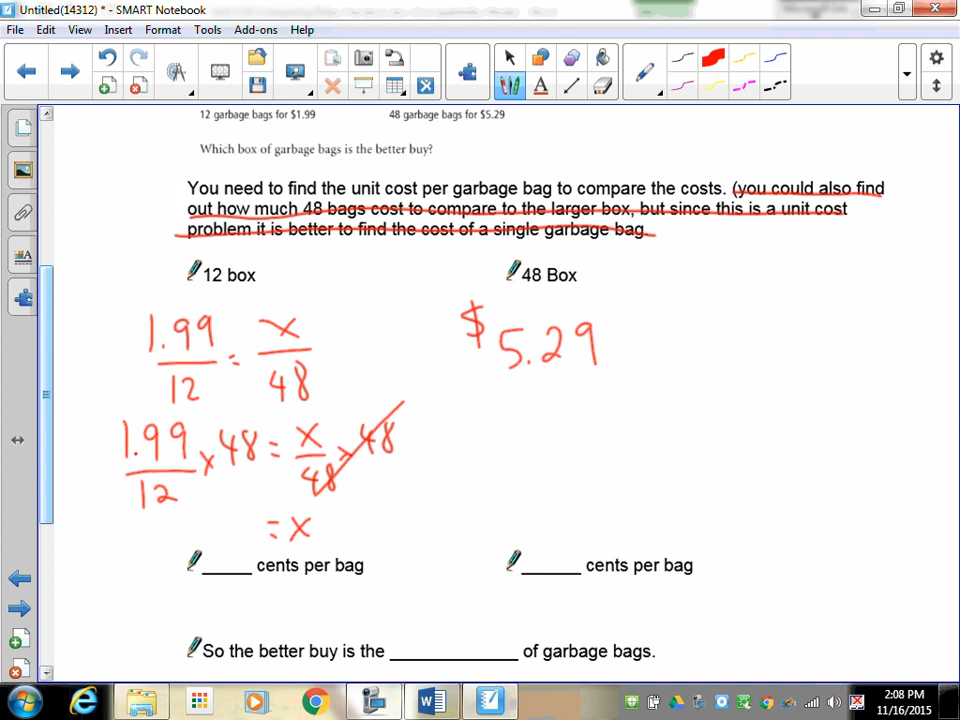 Untitled(14312) * - SMART Notebook
File Edit View Insert Format Tools Add-ons Help
12 garbage bags for $1.99 48 garbage bags for $5.29
Which box of garbage bags is the better buy?
You need to find the unit cost per garbage bag to compare the costs. (you could also find
out how much 48 bags cost to compare to the larger box, but since this is a unit cost
problem it is better to find the cost of a single garbage bag.
12 box 48 Box
1.99/12 = x/48 $5.29
1.99/12 x 48 = x/48 x 48
= x
_____ cents per bag ______ cents per bag
So the better buy is the _____________ of garbage bags.
2:08 PM
11/16/2015